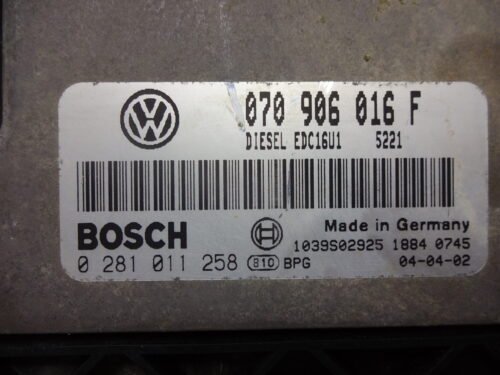 070 906 016 F
DIESEL EDC16U1 5221
BOSCH
Made in Germany
1039S02925 1884 0745
0 281 011 258 810 BPG
04-04-02